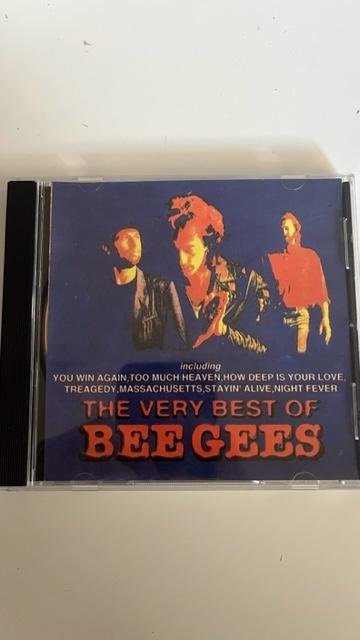 including
YOU WIN AGAIN,TOO MUCH HEAVEN,HOW DEEP IS YOUR LOVE,
TREAGEDY,MASSACHUSETTS,STAYIN' ALIVE,NIGHT FEVER
THE VERY BEST OF
BEE GEES